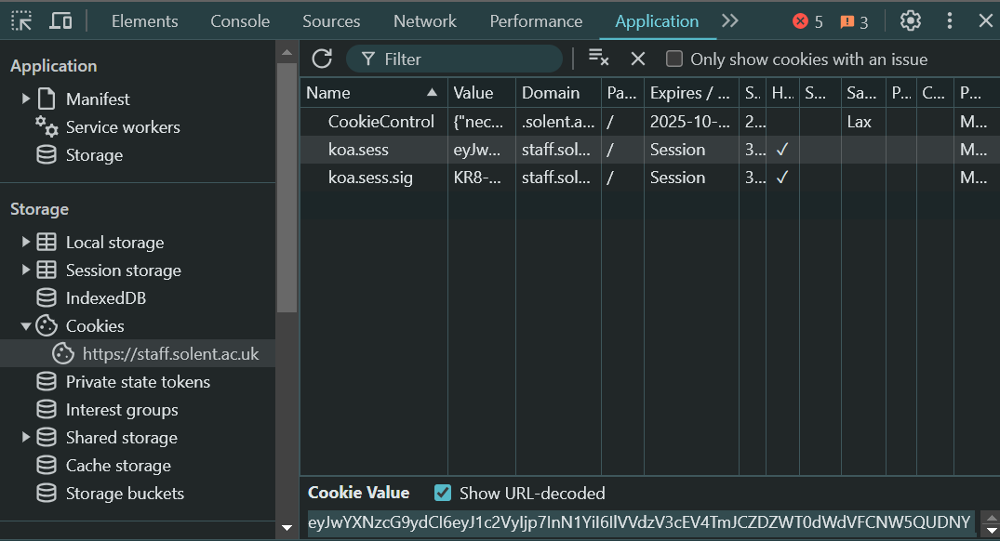 Elements Console Sources Network Performance Application 5 3
Application
Manifest
Service workers
Storage
Storage
Local storage
Session storage
IndexedDB
Cookies
https://staff.solent.ac.uk
Private state tokens
Interest groups
Shared storage
Cache storage
Storage buckets
Filter Only show cookies with an issue
Name Value Domain Pa... Expires / ... S.. H... S... Sa... P... C... P...
CookieControl {"nec... .solent.a... / 2025-10-... 2... Lax M...
koa.sess eyJw... staff.sol... / Session 3... ✓ M...
koa.sess.sig KR8-... staff.sol... / Session 3... ✓ M...
Cookie Value Show URL-decoded